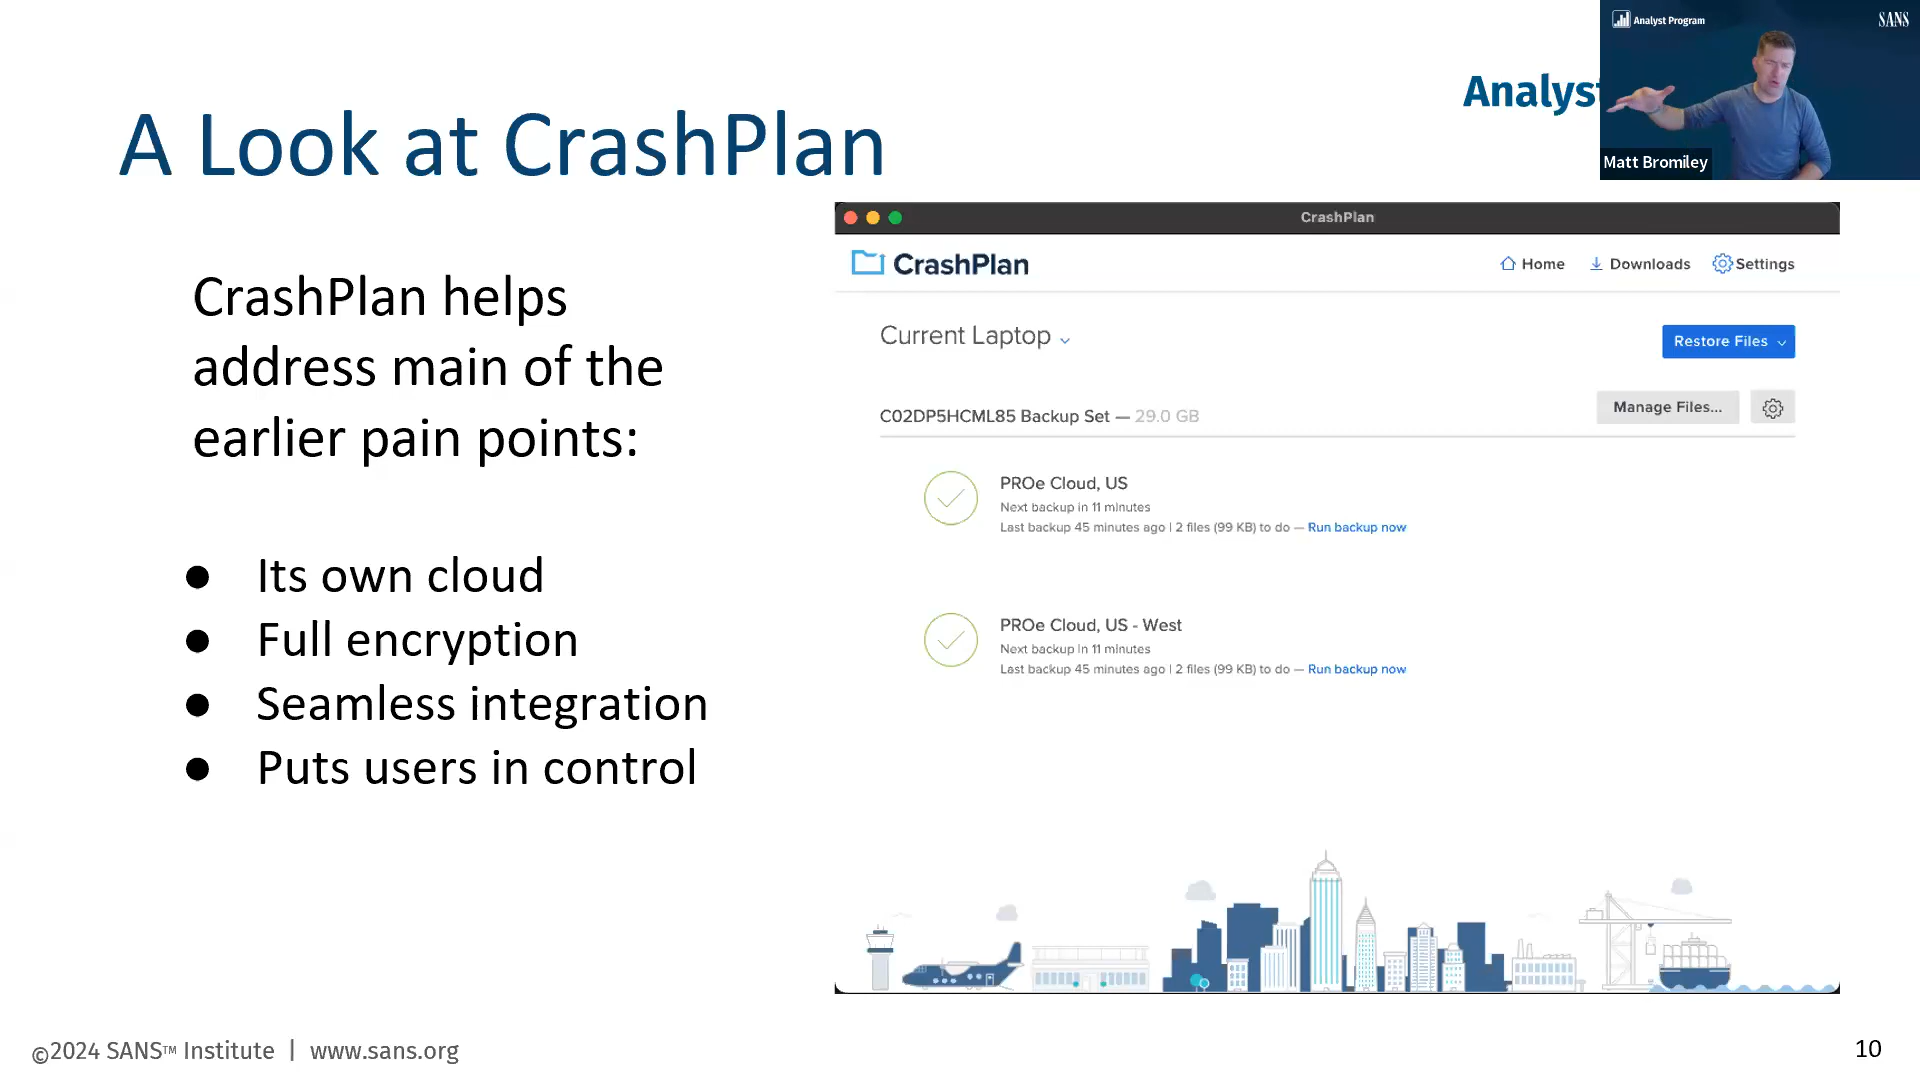 Analyst Program
SANS
Analyst
Matt Bromiley
A Look at CrashPlan
CrashPlan helps
address main of the
earlier pain points:
● Its own cloud
● Full encryption
● Seamless integration
● Puts users in control
CrashPlan
CrashPlan
Home
Downloads
Settings
Current Laptop
Restore Files
C02DP5HCML85 Backup Set — 29.0 GB
Manage Files...
PROe Cloud, US
Next backup in 11 minutes
Last backup 45 minutes ago | 2 files (99 KB) to do — Run backup now
PROe Cloud, US - West
Next backup in 11 minutes
Last backup 45 minutes ago | 2 files (99 KB) to do — Run backup now
©2024 SANS™ Institute | www.sans.org
10